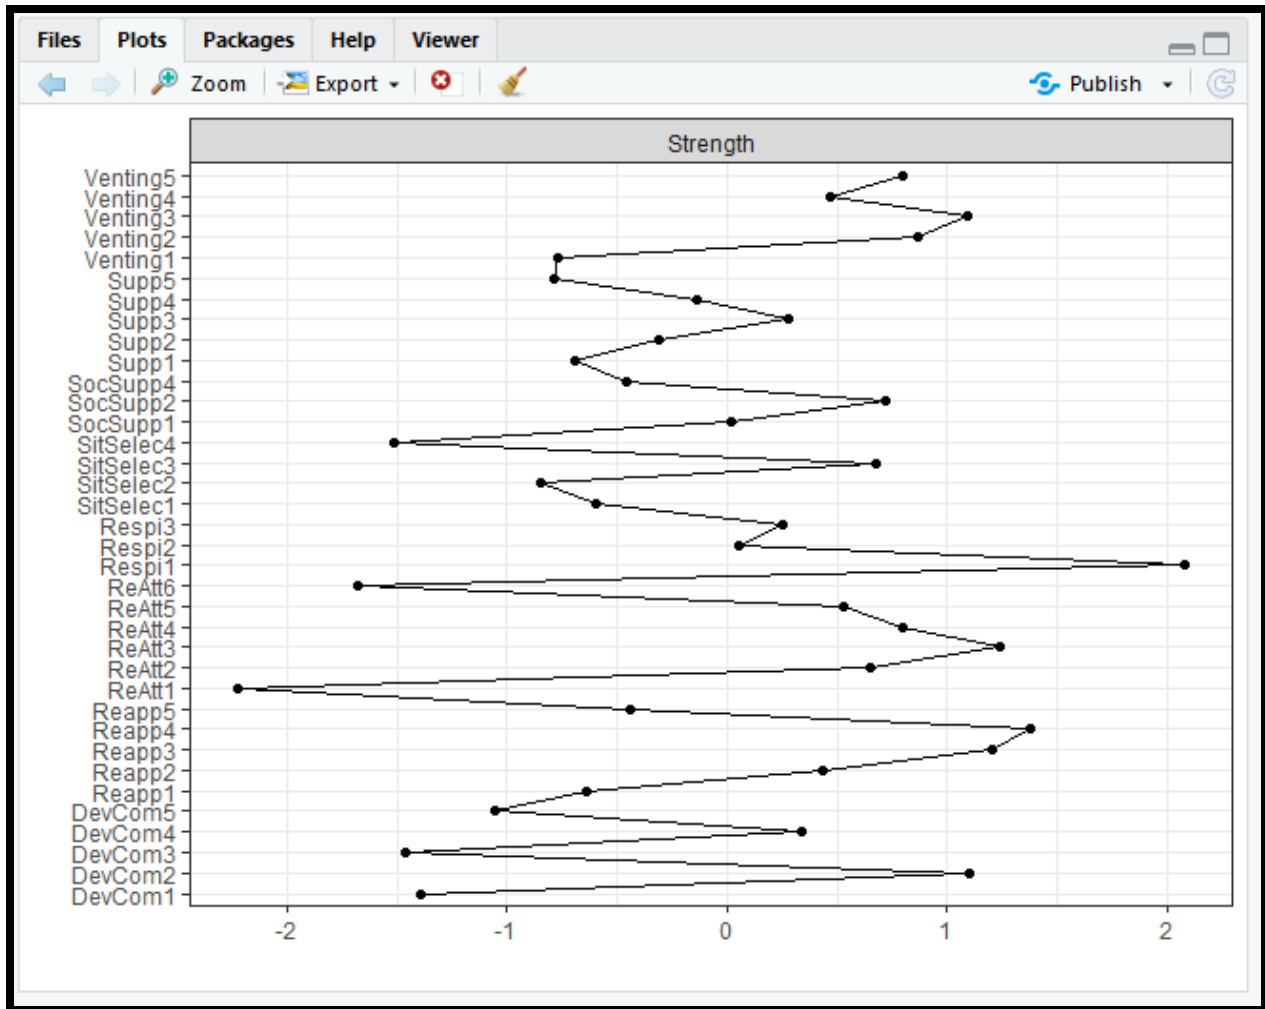 Files Plots Packages Help Viewer
Zoom Export Publish
Strength
Venting5
Venting4
Venting3
Venting2
Venting1
Supp5
Supp4
Supp3
Supp2
Supp1
SocSupp4
SocSupp2
SocSupp1
SitSelec4
SitSelec3
SitSelec2
SitSelec1
Respi3
Respi2
Respi1
ReAtt6
ReAtt5
ReAtt4
ReAtt3
ReAtt2
ReAtt1
Reapp5
Reapp4
Reapp3
Reapp2
Reapp1
DevCom5
DevCom4
DevCom3
DevCom2
DevCom1
-2 -1 0 1 2